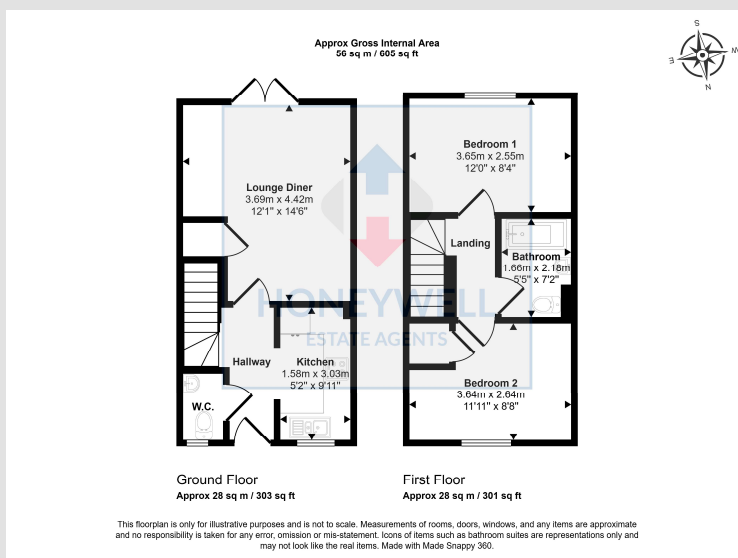 Approx Gross Internal Area
56 sq m / 605 sq ft
S
E
W
N
Lounge Diner
3.69m x 4.42m
12'1" x 14'6"
Hallway
Kitchen
1.58m x 3.03m
5'2" x 9'11"
W.C.
Bedroom 1
3.65m x 2.55m
12'0" x 8'4"
Landing
Bathroom
1.66m x 2.18m
5'5" x 7'2"
Bedroom 2
3.64m x 2.64m
11'11" x 8'8"
HONEYWELL
ESTATE AGENTS
Ground Floor
Approx 28 sq m / 303 sq ft
First Floor
Approx 28 sq m / 301 sq ft
This floorplan is only for illustrative purposes and is not to scale. Measurements of rooms, doors, windows, and any items are approximate
and no responsibility is taken for any error, omission or mis-statement. Icons of items such as bathroom suites are representations only and
may not look like the real items. Made with Made Snappy 360.